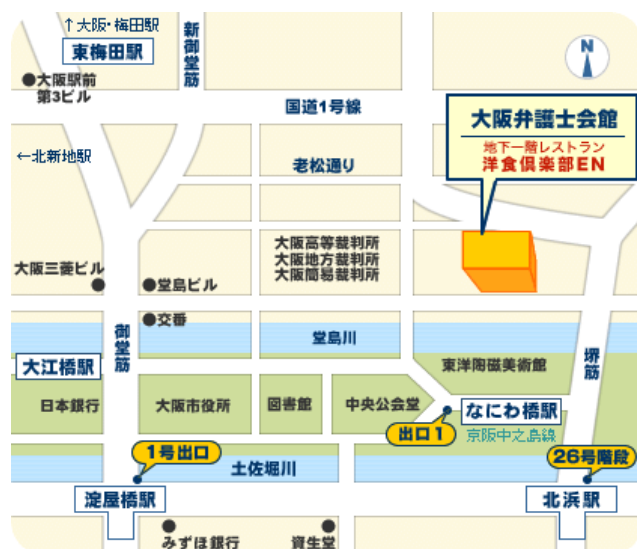 ↑大阪・梅田駅
東梅田駅
新御堂筋
●大阪駅前
第3ビル
国道1号線
N
大阪弁護士会館
地下一階レストラン
洋食倶楽部EN
←北新地駅
老松通り
大阪高等裁判所
大阪地方裁判所
大阪簡易裁判所
大阪三菱ビル
●堂島ビル
●交番
御堂筋
堂島川
堺筋
大江橋駅
東洋陶磁美術館
日本銀行
大阪市役所
図書館
中央公会堂
なにわ橋駅
出口1
京阪中之島線
1号出口
土佐堀川
26号階段
淀屋橋駅
北浜駅
みずほ銀行
資生堂